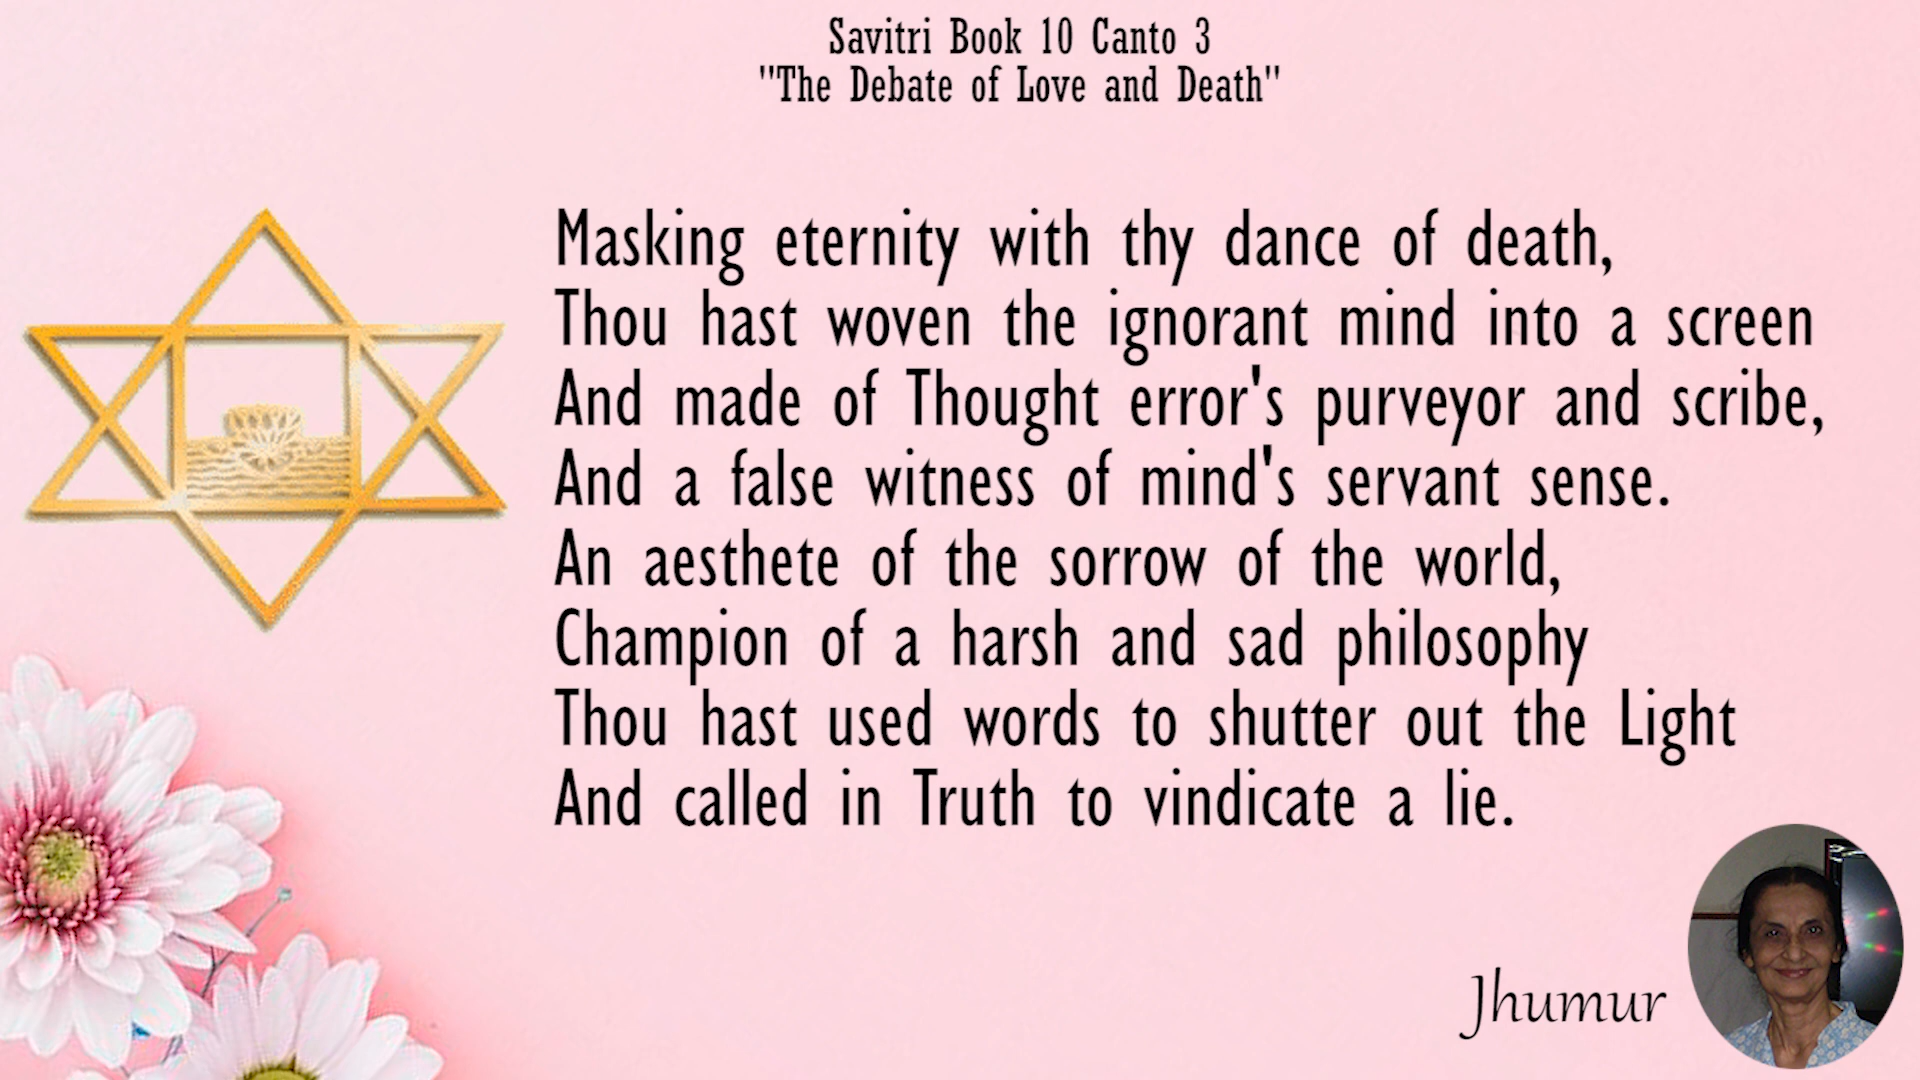 Savitri Book 10 Canto 3
"The Debate of Love and Death"
Masking eternity with thy dance of death,
Thou hast woven the ignorant mind into a screen
And made of Thought error's purveyor and scribe,
And a false witness of mind's servant sense.
An aesthete of the sorrow of the world,
Champion of a harsh and sad philosophy
Thou hast used words to shutter out the Light
And called in Truth to vindicate a lie.
Jhumur